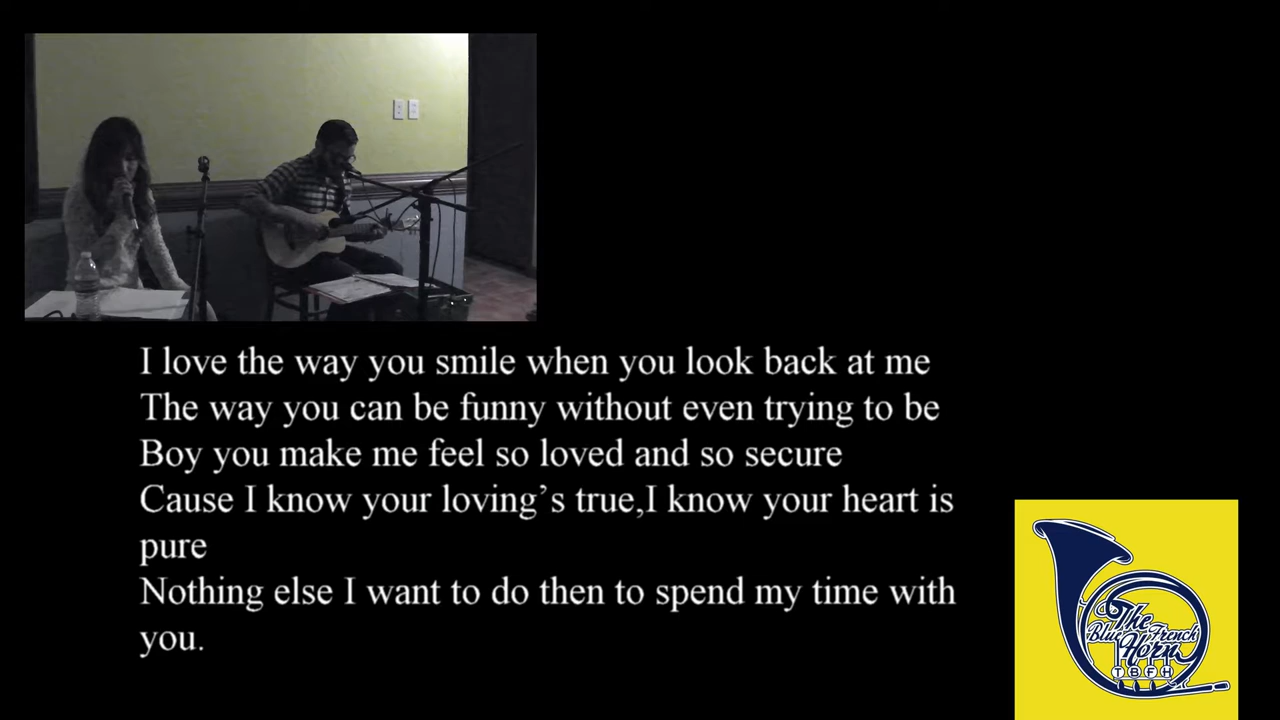 I love the way you smile when you look back at me
The way you can be funny without even trying to be
Boy you make me feel so loved and so secure
Cause I know your loving’s true,I know your heart is
pure
Nothing else I want to do then to spend my time with
you.
The
Blue French
Horn
TBFH